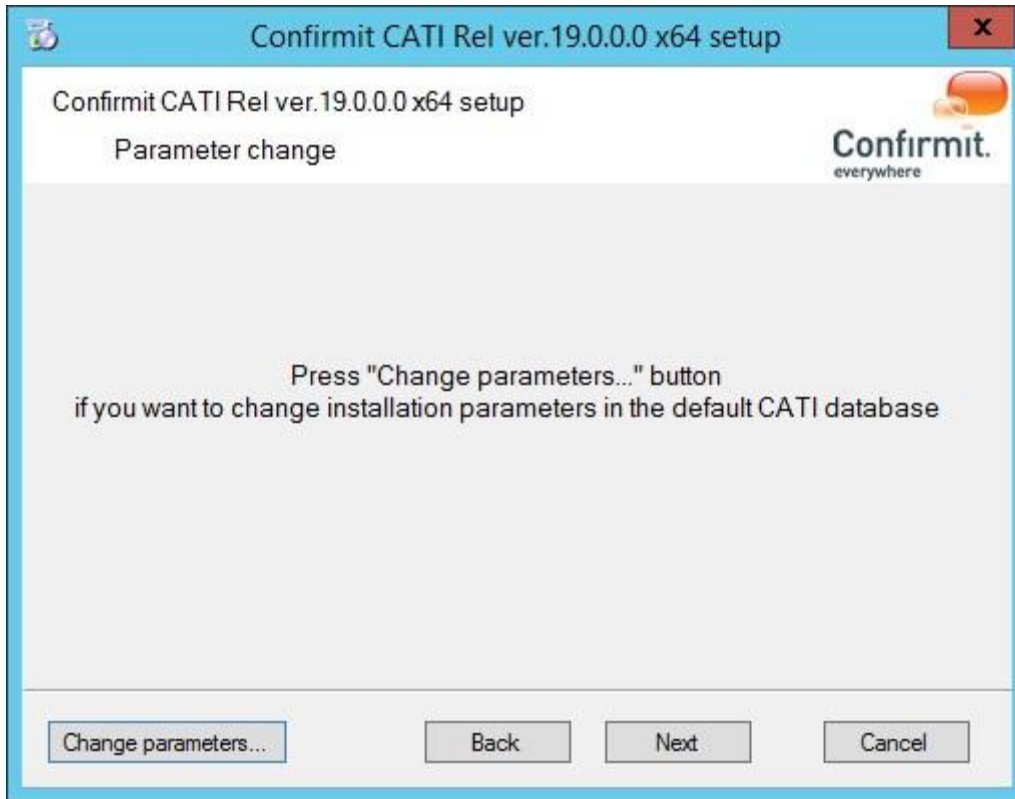 Confirmit CATI Rel ver.19.0.0.0 x64 setup
x
Confirmit CATI Rel ver.19.0.0.0 x64 setup
Parameter change
Confirmit.
everywhere
Press "Change parameters..." button
if you want to change installation parameters in the default CATI database
Change parameters...
Back
Next
Cancel